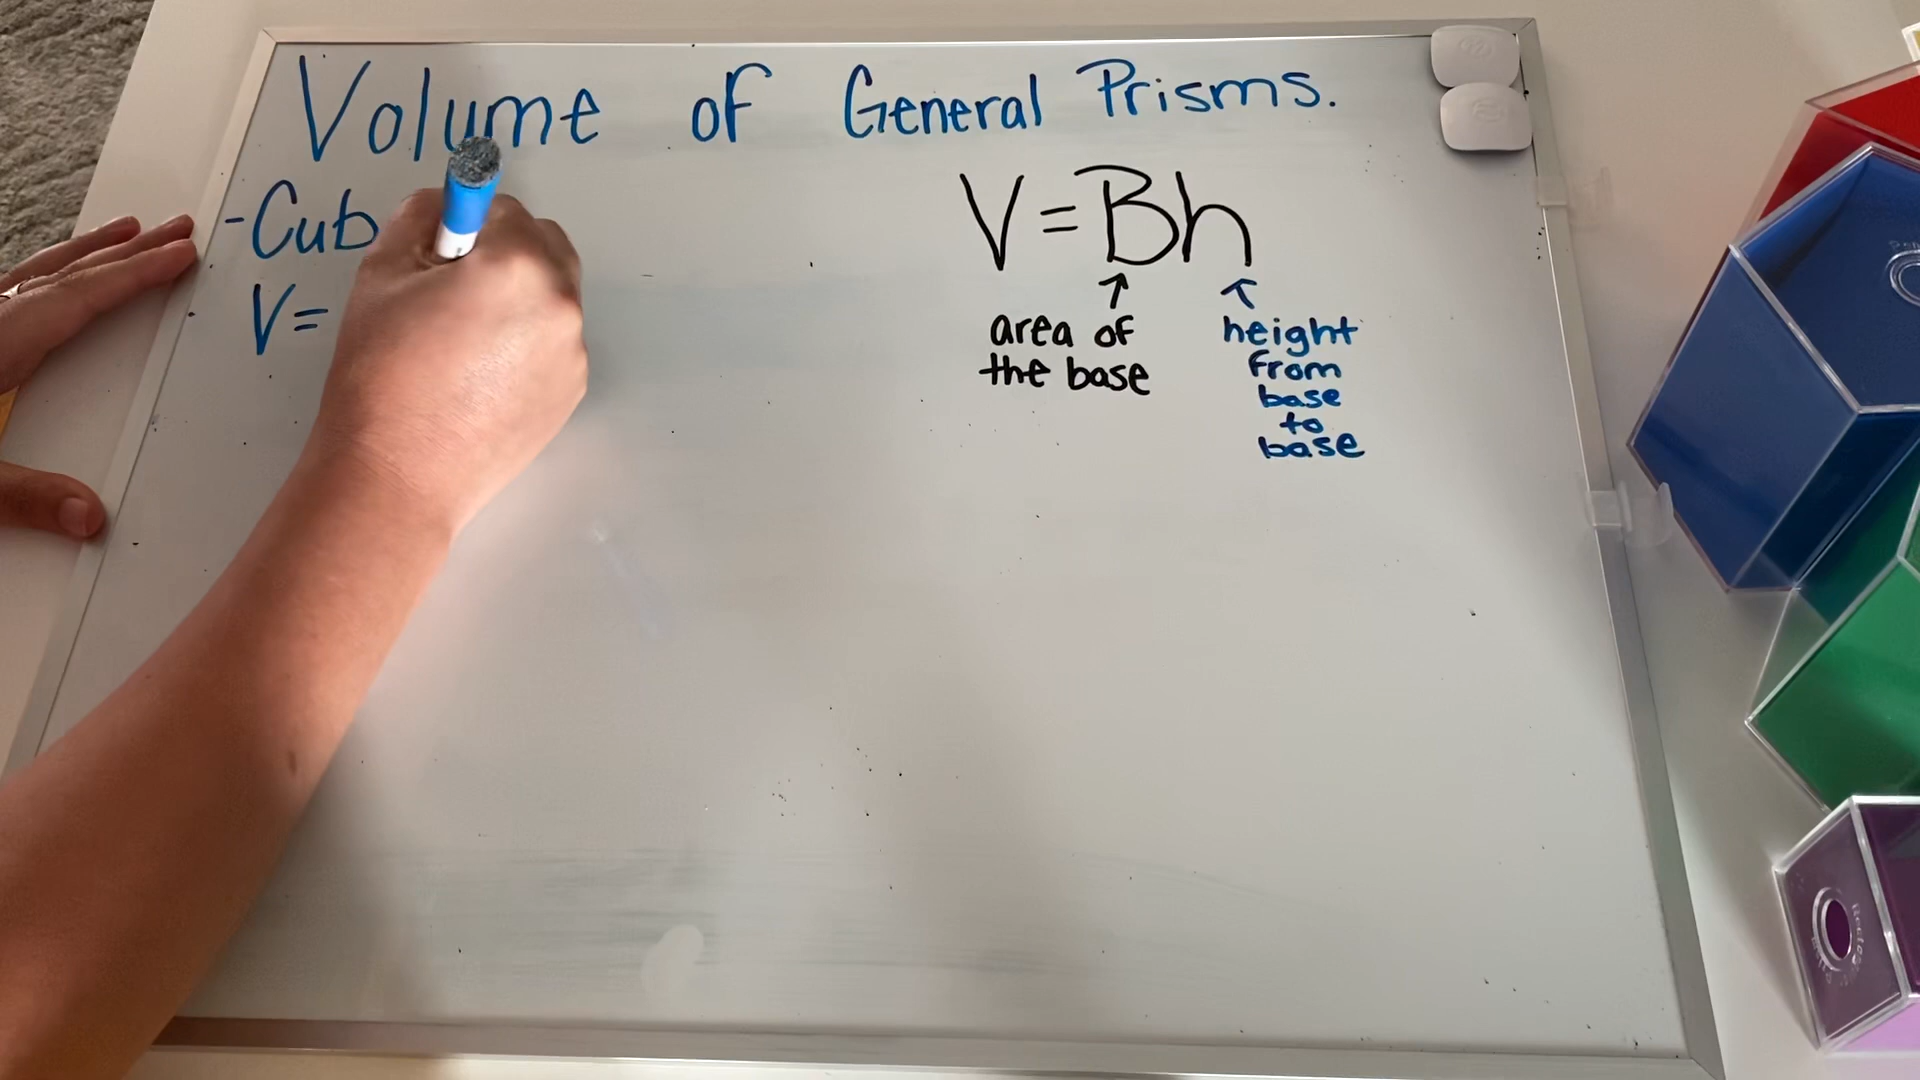 Volume of General Prisms.
-Cub
V=
V=Bh
↑
area of
the base
↑
height
from
base
to
base